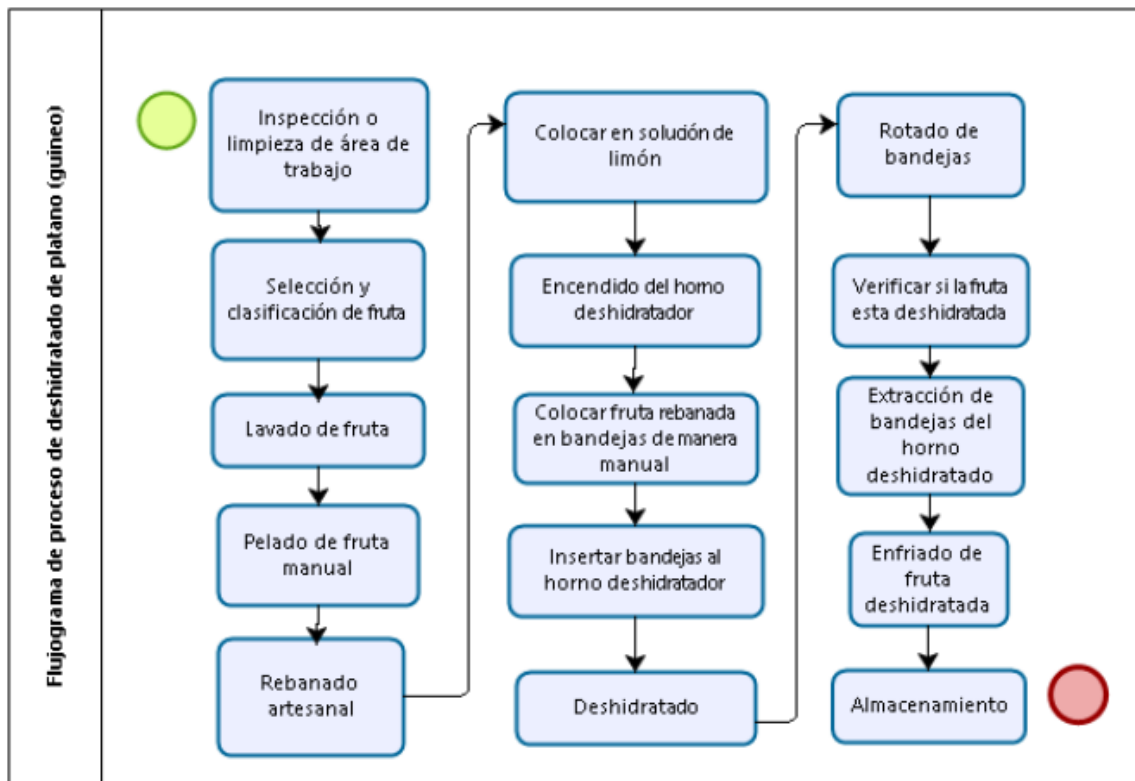 Flujograma de proceso de deshidratado de platano (guineo)
Inspección o
limpieza de área de
trabajo
Selección y
clasificación de fruta
Lavado de fruta
Pelado de fruta
manual
Rebanado
artesanal
Colocar en solución de
limón
Encendido del horno
deshidratador
Colocar fruta rebanada
en bandejas de manera
manual
Insertar bandejas al
horno deshidratador
Deshidratado
Rotado de
bandejas
Verificar si la fruta
esta deshidratada
Extracción de
bandejas del
horno
deshidratado
Enfriado de
fruta
deshidratada
Almacenamiento